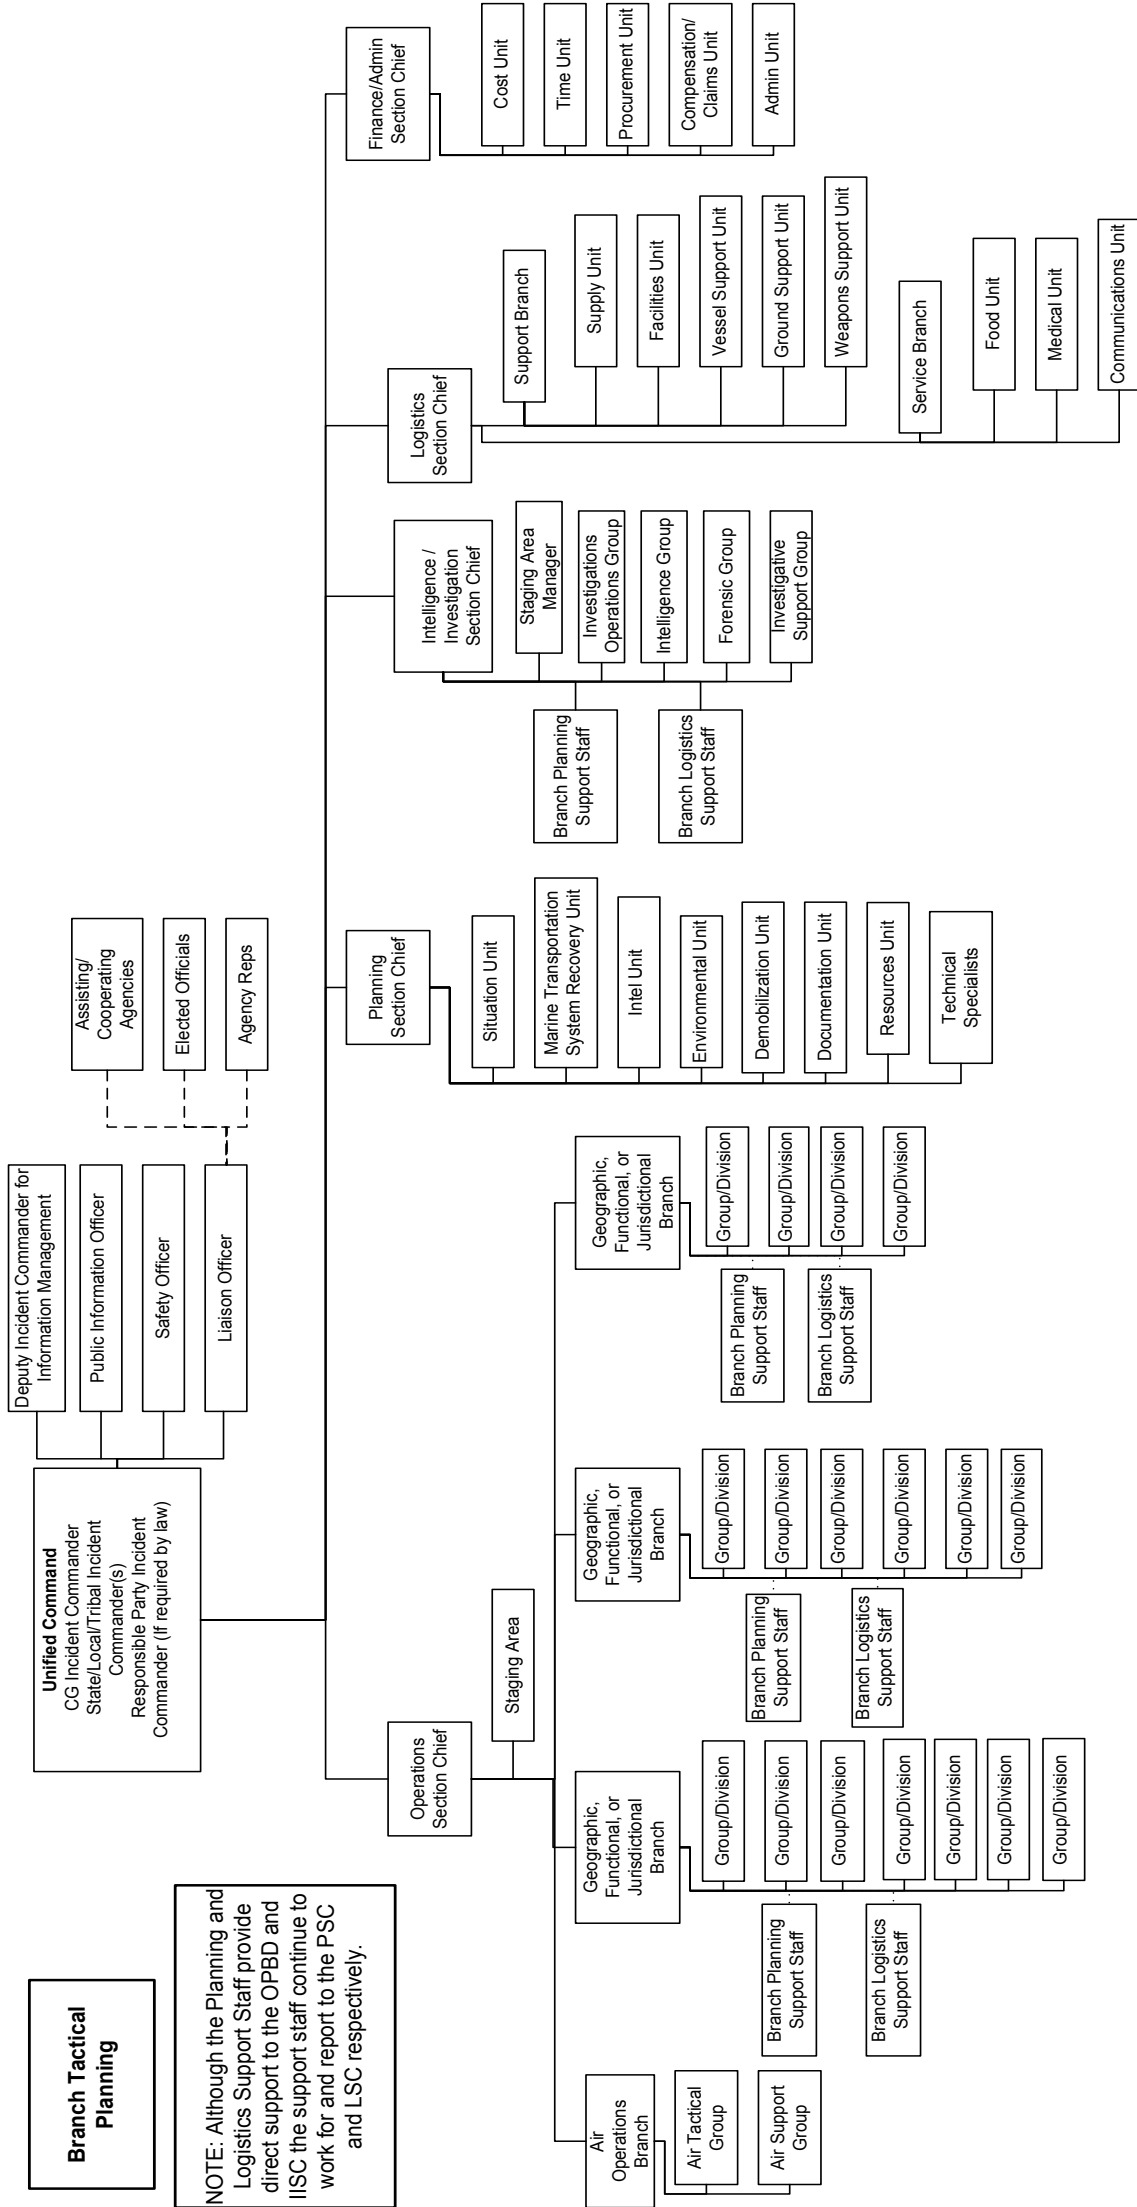 Branch Tactical
Planning
NOTE: Although the Planning and
Logistics Support Staff provide
direct support to the OPBD and
IISC the support staff continue to
work for and report to the PSC
and LSC respectively.
Unified Command
CG Incident Commander
State/Local/Tribal Incident
Commander(s)
Responsible Party Incident
Commander (If required by law)
Deputy Incident Commander for
Information Management
Public Information Officer
Safety Officer
Liaison Officer
Assisting/
Cooperating
Agencies
Elected Officials
Agency Reps
Operations
Section Chief
Staging Area
Air
Operations
Branch
Air Tactical
Group
Air Support
Group
Geographic,
Functional, or
Jurisdictional
Branch
Group/Division
Group/Division
Group/Division
Group/Division
Group/Division
Group/Division
Group/Division
Branch Planning
Support Staff
Branch Logistics
Support Staff
Geographic,
Functional, or
Jurisdictional
Branch
Group/Division
Group/Division
Group/Division
Group/Division
Group/Division
Group/Division
Branch Planning
Support Staff
Branch Logistics
Support Staff
Geographic,
Functional, or
Jurisdictional
Branch
Group/Division
Group/Division
Group/Division
Group/Division
Branch Planning
Support Staff
Branch Logistics
Support Staff
Planning
Section Chief
Situation Unit
Marine Transportation
System Recovery Unit
Intel Unit
Environmental Unit
Demobilization Unit
Documentation Unit
Resources Unit
Technical
Specialists
Intelligence /
Investigation
Section Chief
Staging Area
Manager
Investigations
Operations Group
Intelligence Group
Forensic Group
Investigative
Support Group
Branch Planning
Support Staff
Branch Logistics
Support Staff
Logistics
Section Chief
Support Branch
Supply Unit
Facilities Unit
Vessel Support Unit
Ground Support Unit
Weapons Support Unit
Service Branch
Food Unit
Medical Unit
Communications Unit
Finance/Admin
Section Chief
Cost Unit
Time Unit
Procurement Unit
Compensation/
Claims Unit
Admin Unit